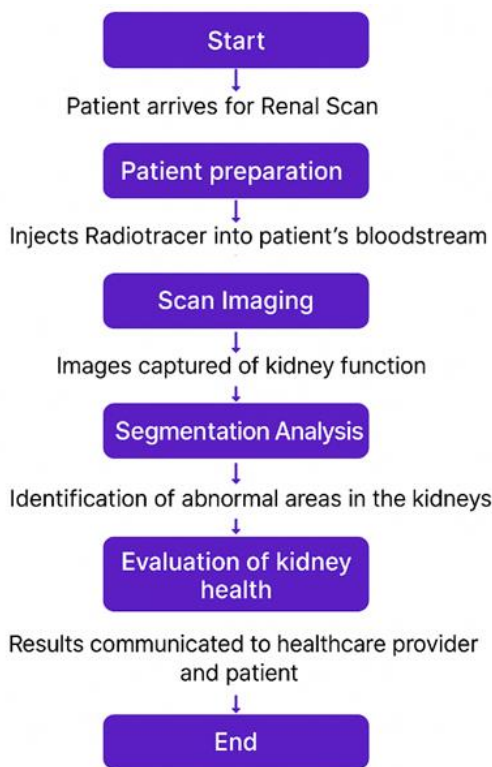 Start
Patient arrives for Renal Scan
Patient preparation
Injects Radiotracer into patient's bloodstream
Scan Imaging
Images captured of kidney function
Segmentation Analysis
Identification of abnormal areas in the kidneys
Evaluation of kidney
health
Results communicated to healthcare provider
and patient
End